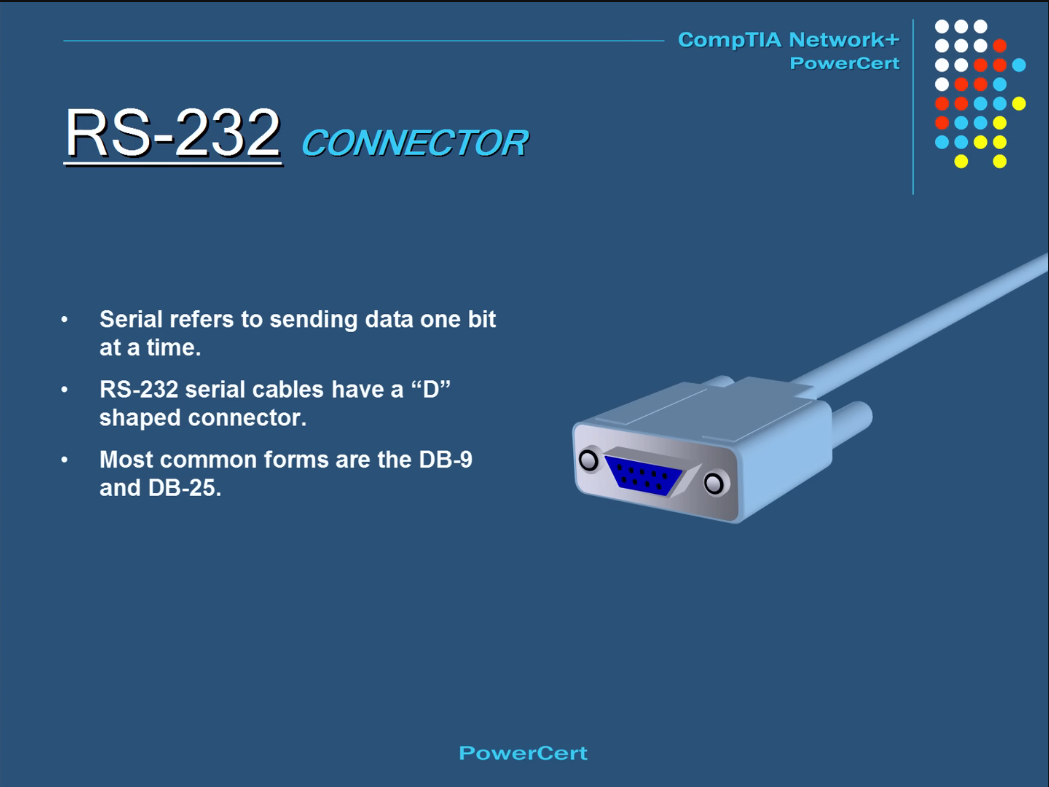 CompTIA Network+
PowerCert
RS-232 CONNECTOR
• Serial refers to sending data one bit
at a time.
• RS-232 serial cables have a “D”
shaped connector.
• Most common forms are the DB-9
and DB-25.
PowerCert